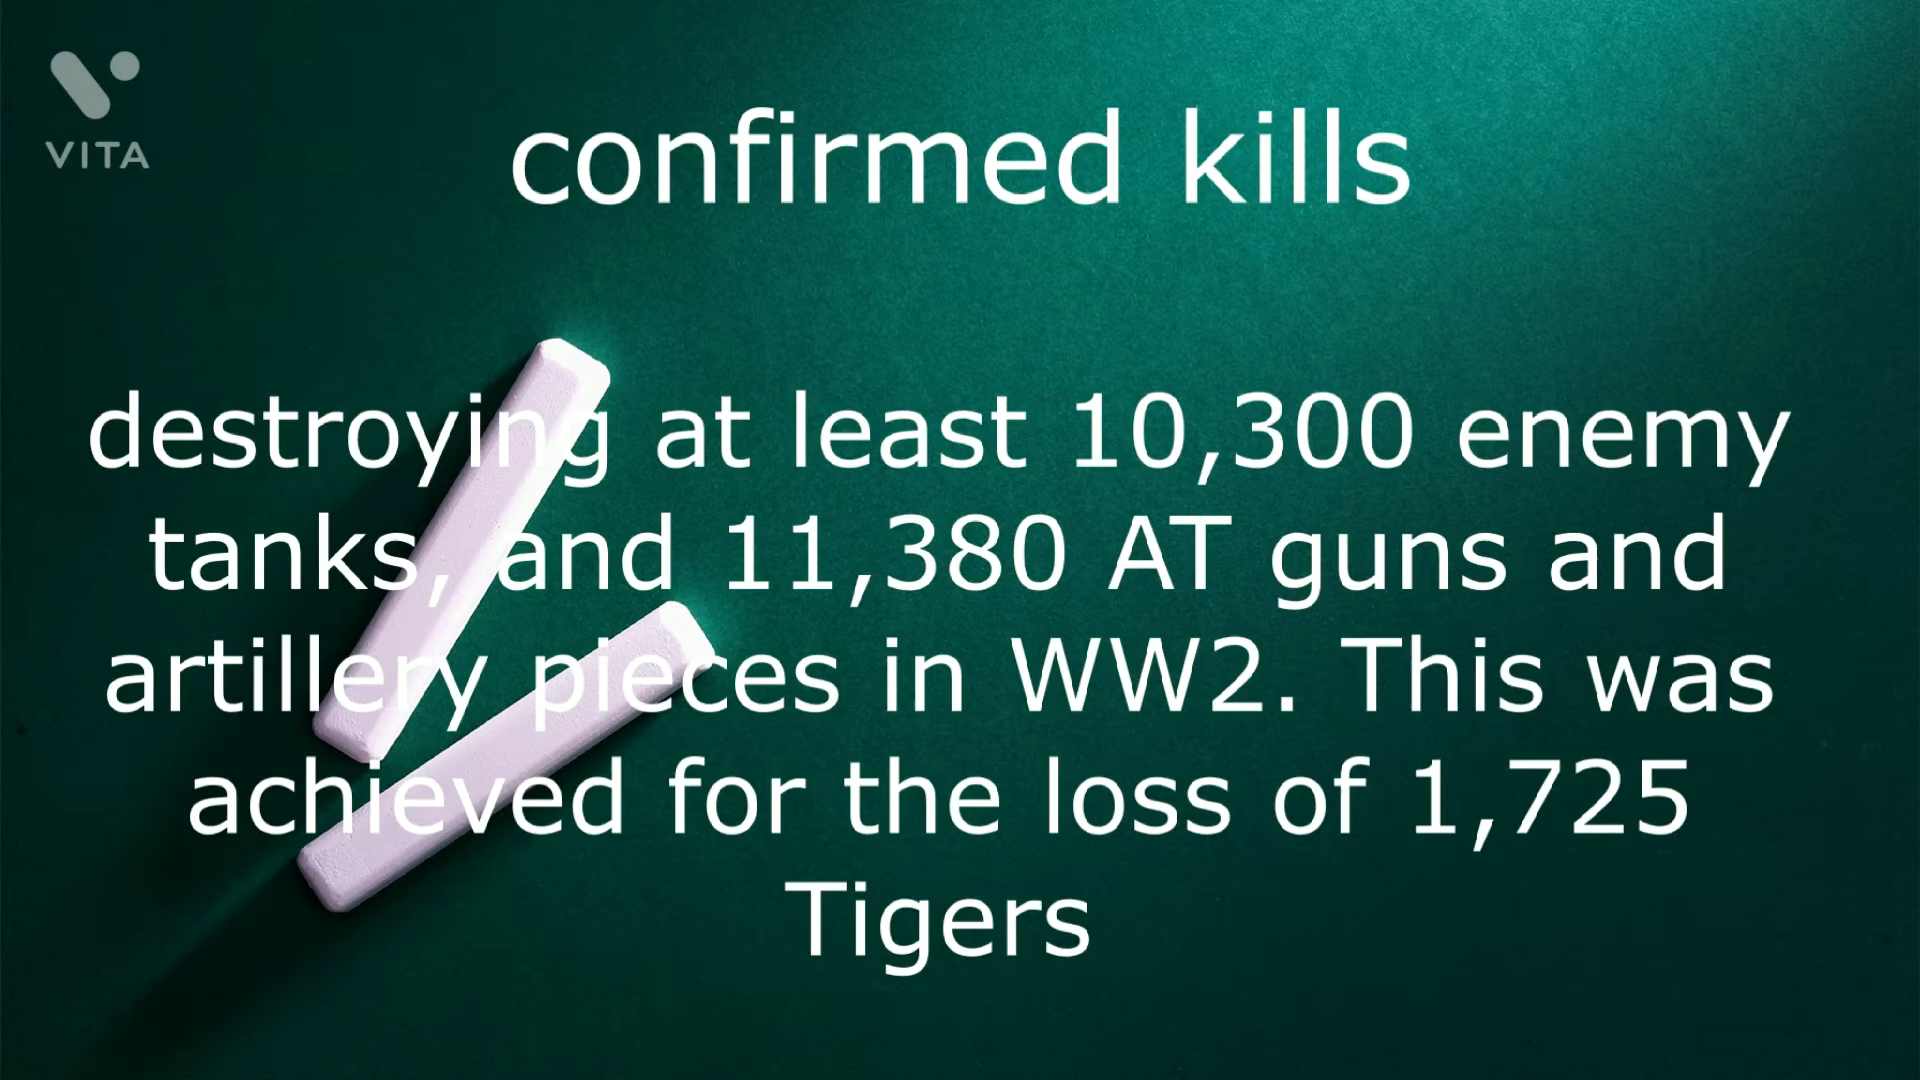 VITA
confirmed kills
destroying at least 10,300 enemy
tanks, and 11,380 AT guns and
artillery pieces in WW2. This was
achieved for the loss of 1,725
Tigers